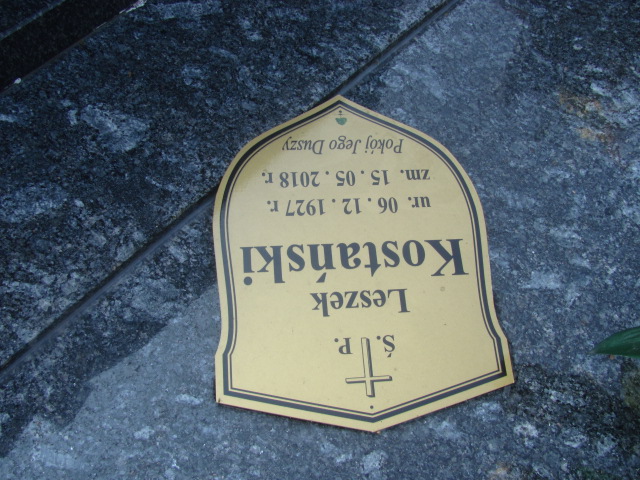 Ś. P.
Leszek
Kostański
ur. 06 . 12 . 1927 r.
zm. 15 . 05 . 2018 r.
Pokój Jego Duszy